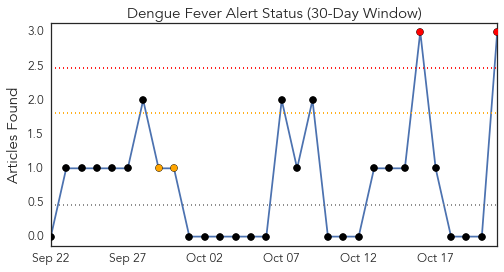 Dengue Fever Alert Status (30-Day Window)
Articles Found
3.0
2.5
2.0
1.5
1.0
0.5
0.0
Sep 22 Sep 27 Oct 02 Oct 07 Oct 12 Oct 17